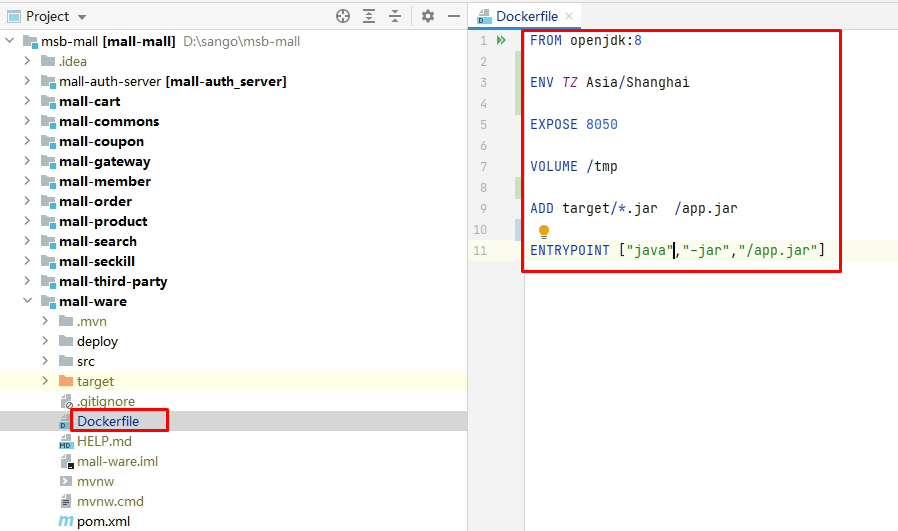 Project
msb-mall [mall-mall] D:\sango\msb-mall
.idea
mall-auth-server [mall-auth_server]
mall-cart
mall-commons
mall-coupon
mall-gateway
mall-member
mall-order
mall-product
mall-search
mall-seckill
mall-third-party
mall-ware
.mvn
deploy
src
target
.gitignore
Dockerfile
HELP.md
mall-ware.iml
mvnw
mvnw.cmd
pom.xml
Dockerfile
1 FROM openjdk:8
2
3 ENV TZ Asia/Shanghai
4
5 EXPOSE 8050
6
7 VOLUME /tmp
8
9 ADD target/*.jar  /app.jar
10
11 ENTRYPOINT ["java","-jar","/app.jar"]